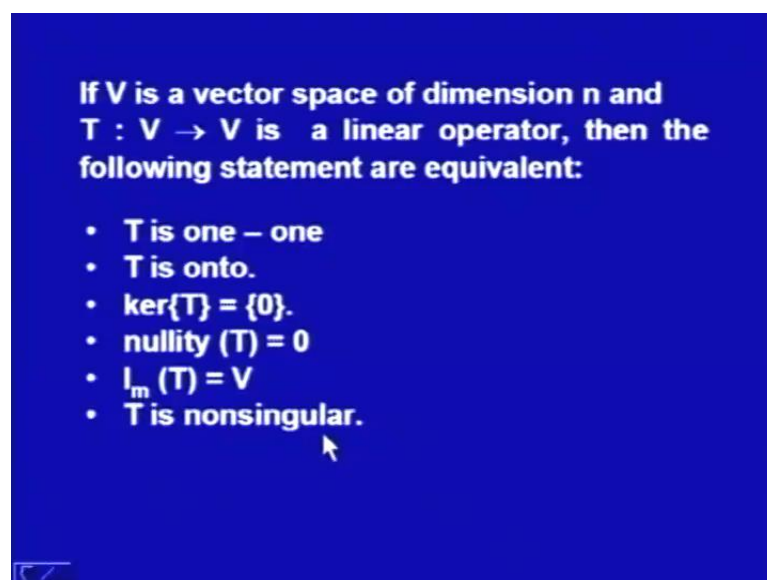 If V is a vector space of dimension n and
T : V → V is a linear operator, then the
following statement are equivalent:
• T is one – one
• T is onto.
• ker{T} = {0}.
• nullity (T) = 0
• Im (T) = V
• T is nonsingular.